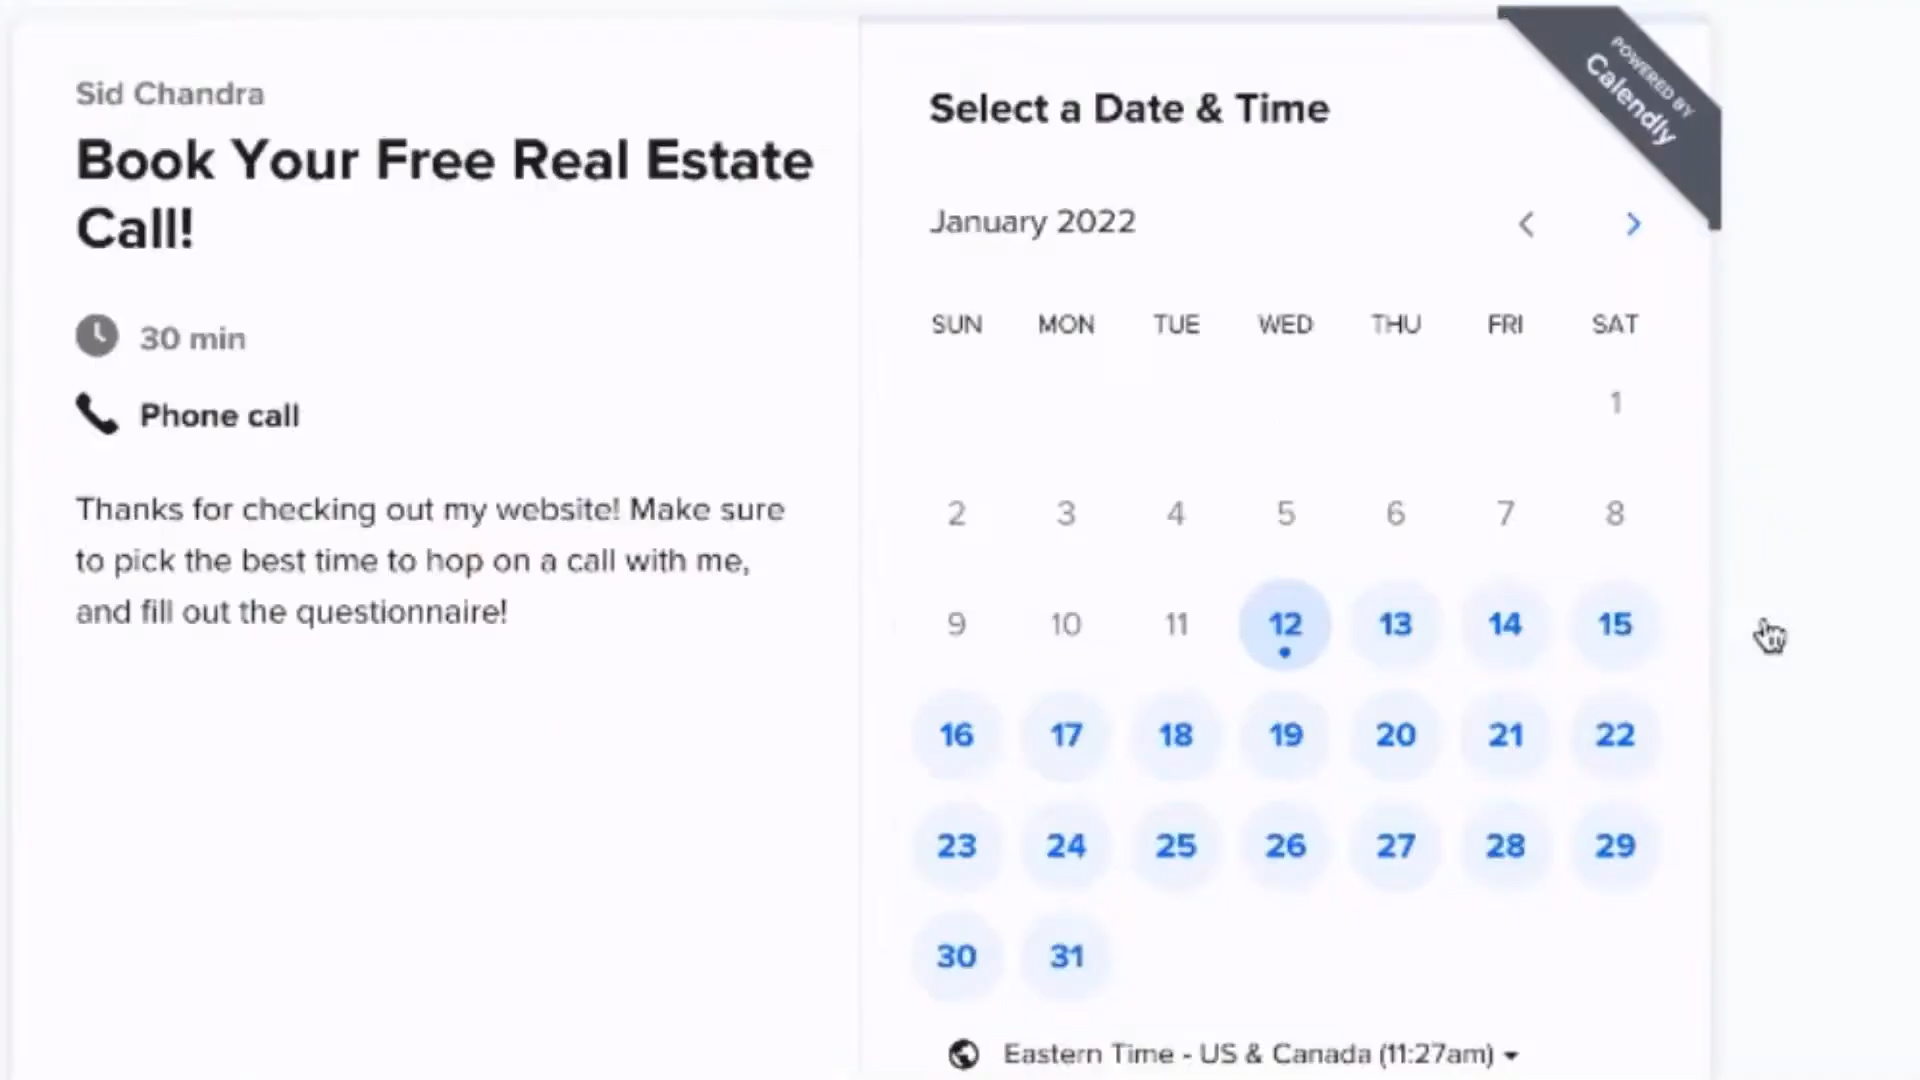 Sid Chandra
Book Your Free Real Estate
Call!
30 min
Phone call
Thanks for checking out my website! Make sure
to pick the best time to hop on a call with me,
and fill out the questionnaire!
Select a Date & Time
POWERED BY
Calendly
January 2022
SUN MON TUE WED THU FRI SAT
1
2 3 4 5 6 7 8
9 10 11 12 13 14 15
16 17 18 19 20 21 22
23 24 25 26 27 28 29
30 31
Eastern Time - US & Canada (11:27am)